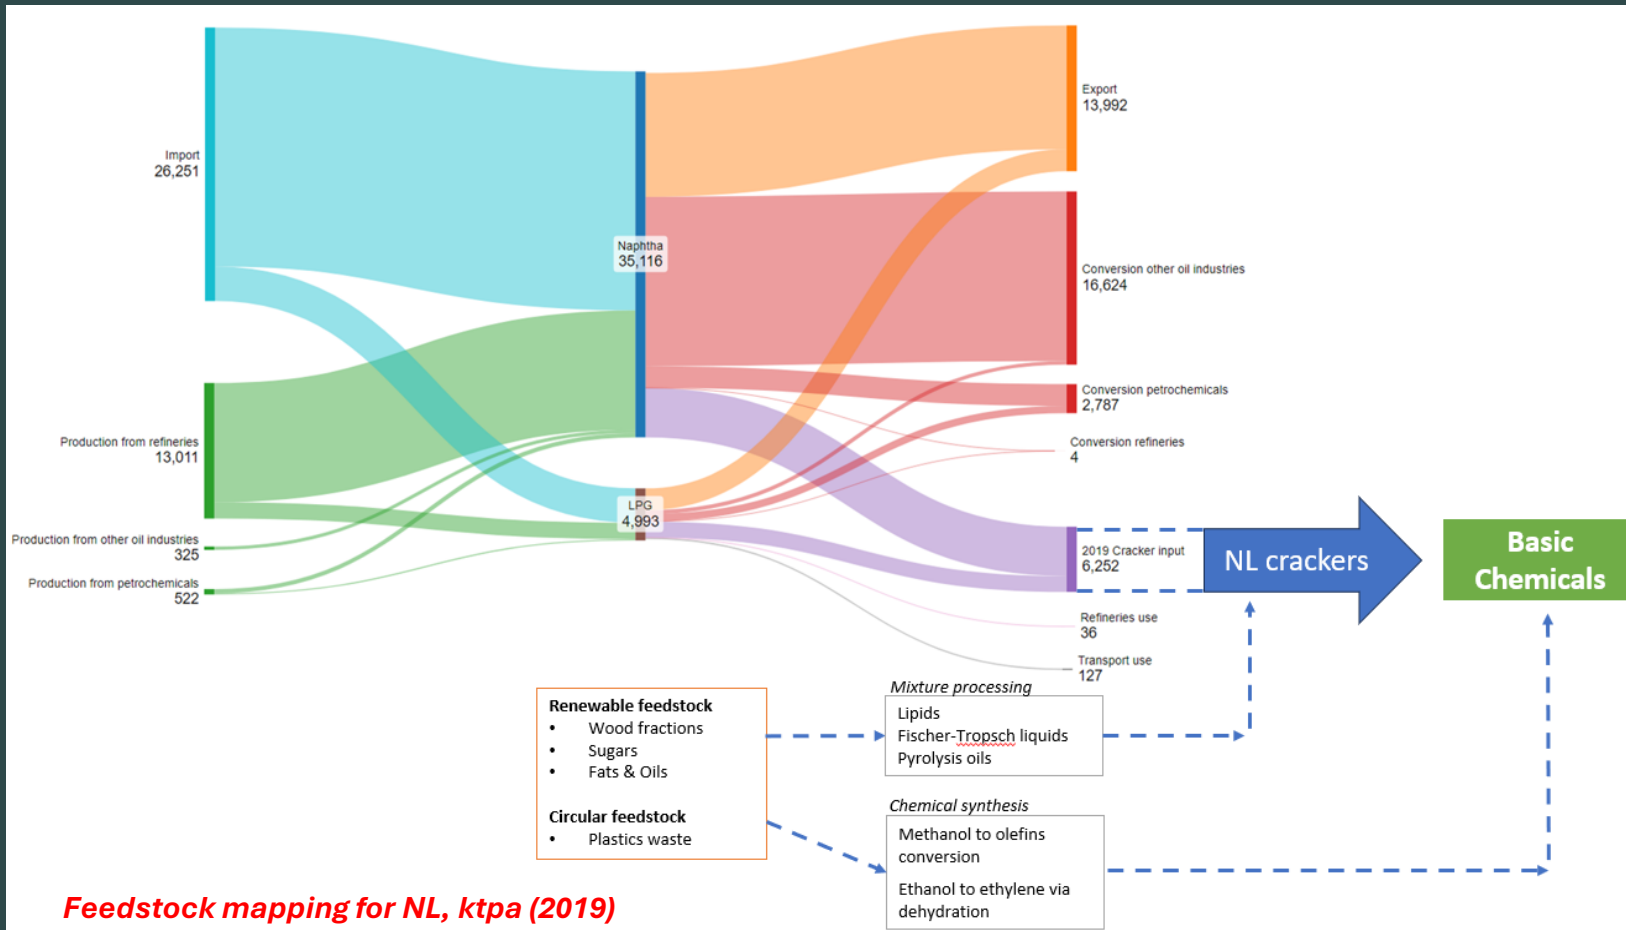 Import
26,251
Production from refineries
13,011
Production from other oil industries
325
Production from petrochemicals
522
Naphtha
35,116
LPG
4,993
Export
13,992
Conversion other oil industries
16,624
Conversion petrochemicals
2,787
Conversion refineries
4
2019 Cracker input
6,252
Refineries use
36
Transport use
127
NL crackers
Basic
Chemicals
Renewable feedstock
• Wood fractions
• Sugars
• Fats & Oils
Circular feedstock
• Plastics waste
Mixture processing
Lipids
Fischer-Tropsch liquids
Pyrolysis oils
Chemical synthesis
Methanol to olefins
conversion
Ethanol to ethylene via
dehydration
Feedstock mapping for NL, ktpa (2019)